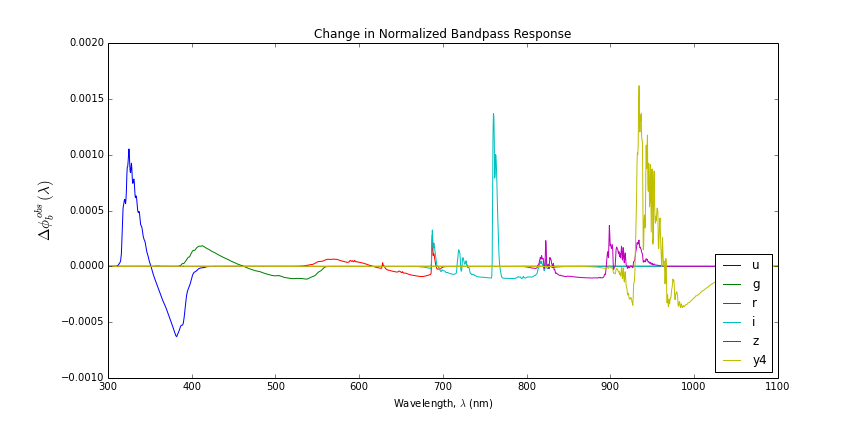 Change in Normalized Bandpass Response
Δϕ_b^obs (λ)
0.0020
0.0015
0.0010
0.0005
0.0000
−0.0005
−0.0010
300 400 500 600 700 800 900 1000 1100
Wavelength, λ (nm)
u
g
r
i
z
y4